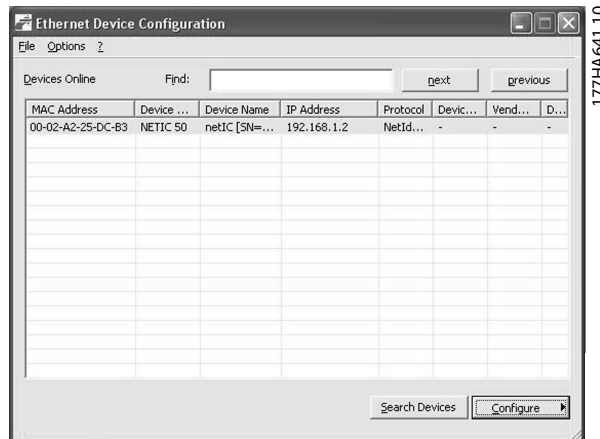 Ethernet Device Configuration
File Options ?
Devices Online Find: next previous
MAC Address Device ... Device Name IP Address Protocol Devic... Vend... D...
00-02-A2-25-DC-B3 NETIC 50 netIC [SN=... 192.168.1.2 NetId... - - -
Search Devices Configure
177HA641.10